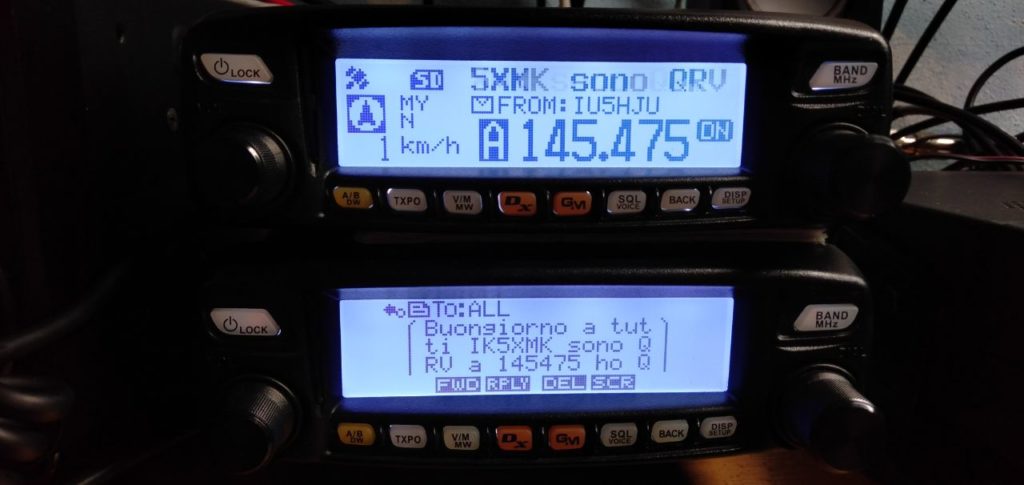 LOCK
SD
5XMK sono QRV
BAND MHz
MY
FROM: IU5HJU
N
1 km/h
A 145.475 ON
A/B DW
TXPO
V/M MW
DX
GM
SQL VOICE
BACK
DISP SETUP
LOCK
TO:ALL
Buongiorno a tut
ti IK5XMK sono Q
RV a 145475 ho Q
FWD RPLY DEL SCR
BAND MHz
A/B DW
TXPO
V/M MW
DX
GM
SQL VOICE
BACK
DISP SETUP